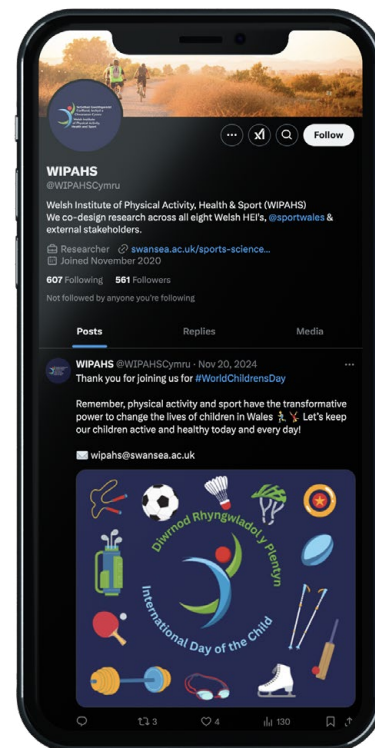 Follow
WIPAHS
@WIPAHSCymru
Welsh Institute of Physical Activity, Health & Sport (WIPAHS)
We co-design research across all eight Welsh HEI's, @sportwales &
external stakeholders.
Researcher swansea.ac.uk/sports-science...
Joined November 2020
607 Following 561 Followers
Not followed by anyone you're following
Posts Replies Media
WIPAHS @WIPAHSCymru · Nov 20, 2024
Thank you for joining us for #WorldChildrensDay
Remember, physical activity and sport have the transformative
power to change the lives of children in Wales Let's keep
our children active and healthy today and every day!
wipahs@swansea.ac.uk
Diwrnod Rhyngwladol y Plentyn
International Day of the Child
3 4 130